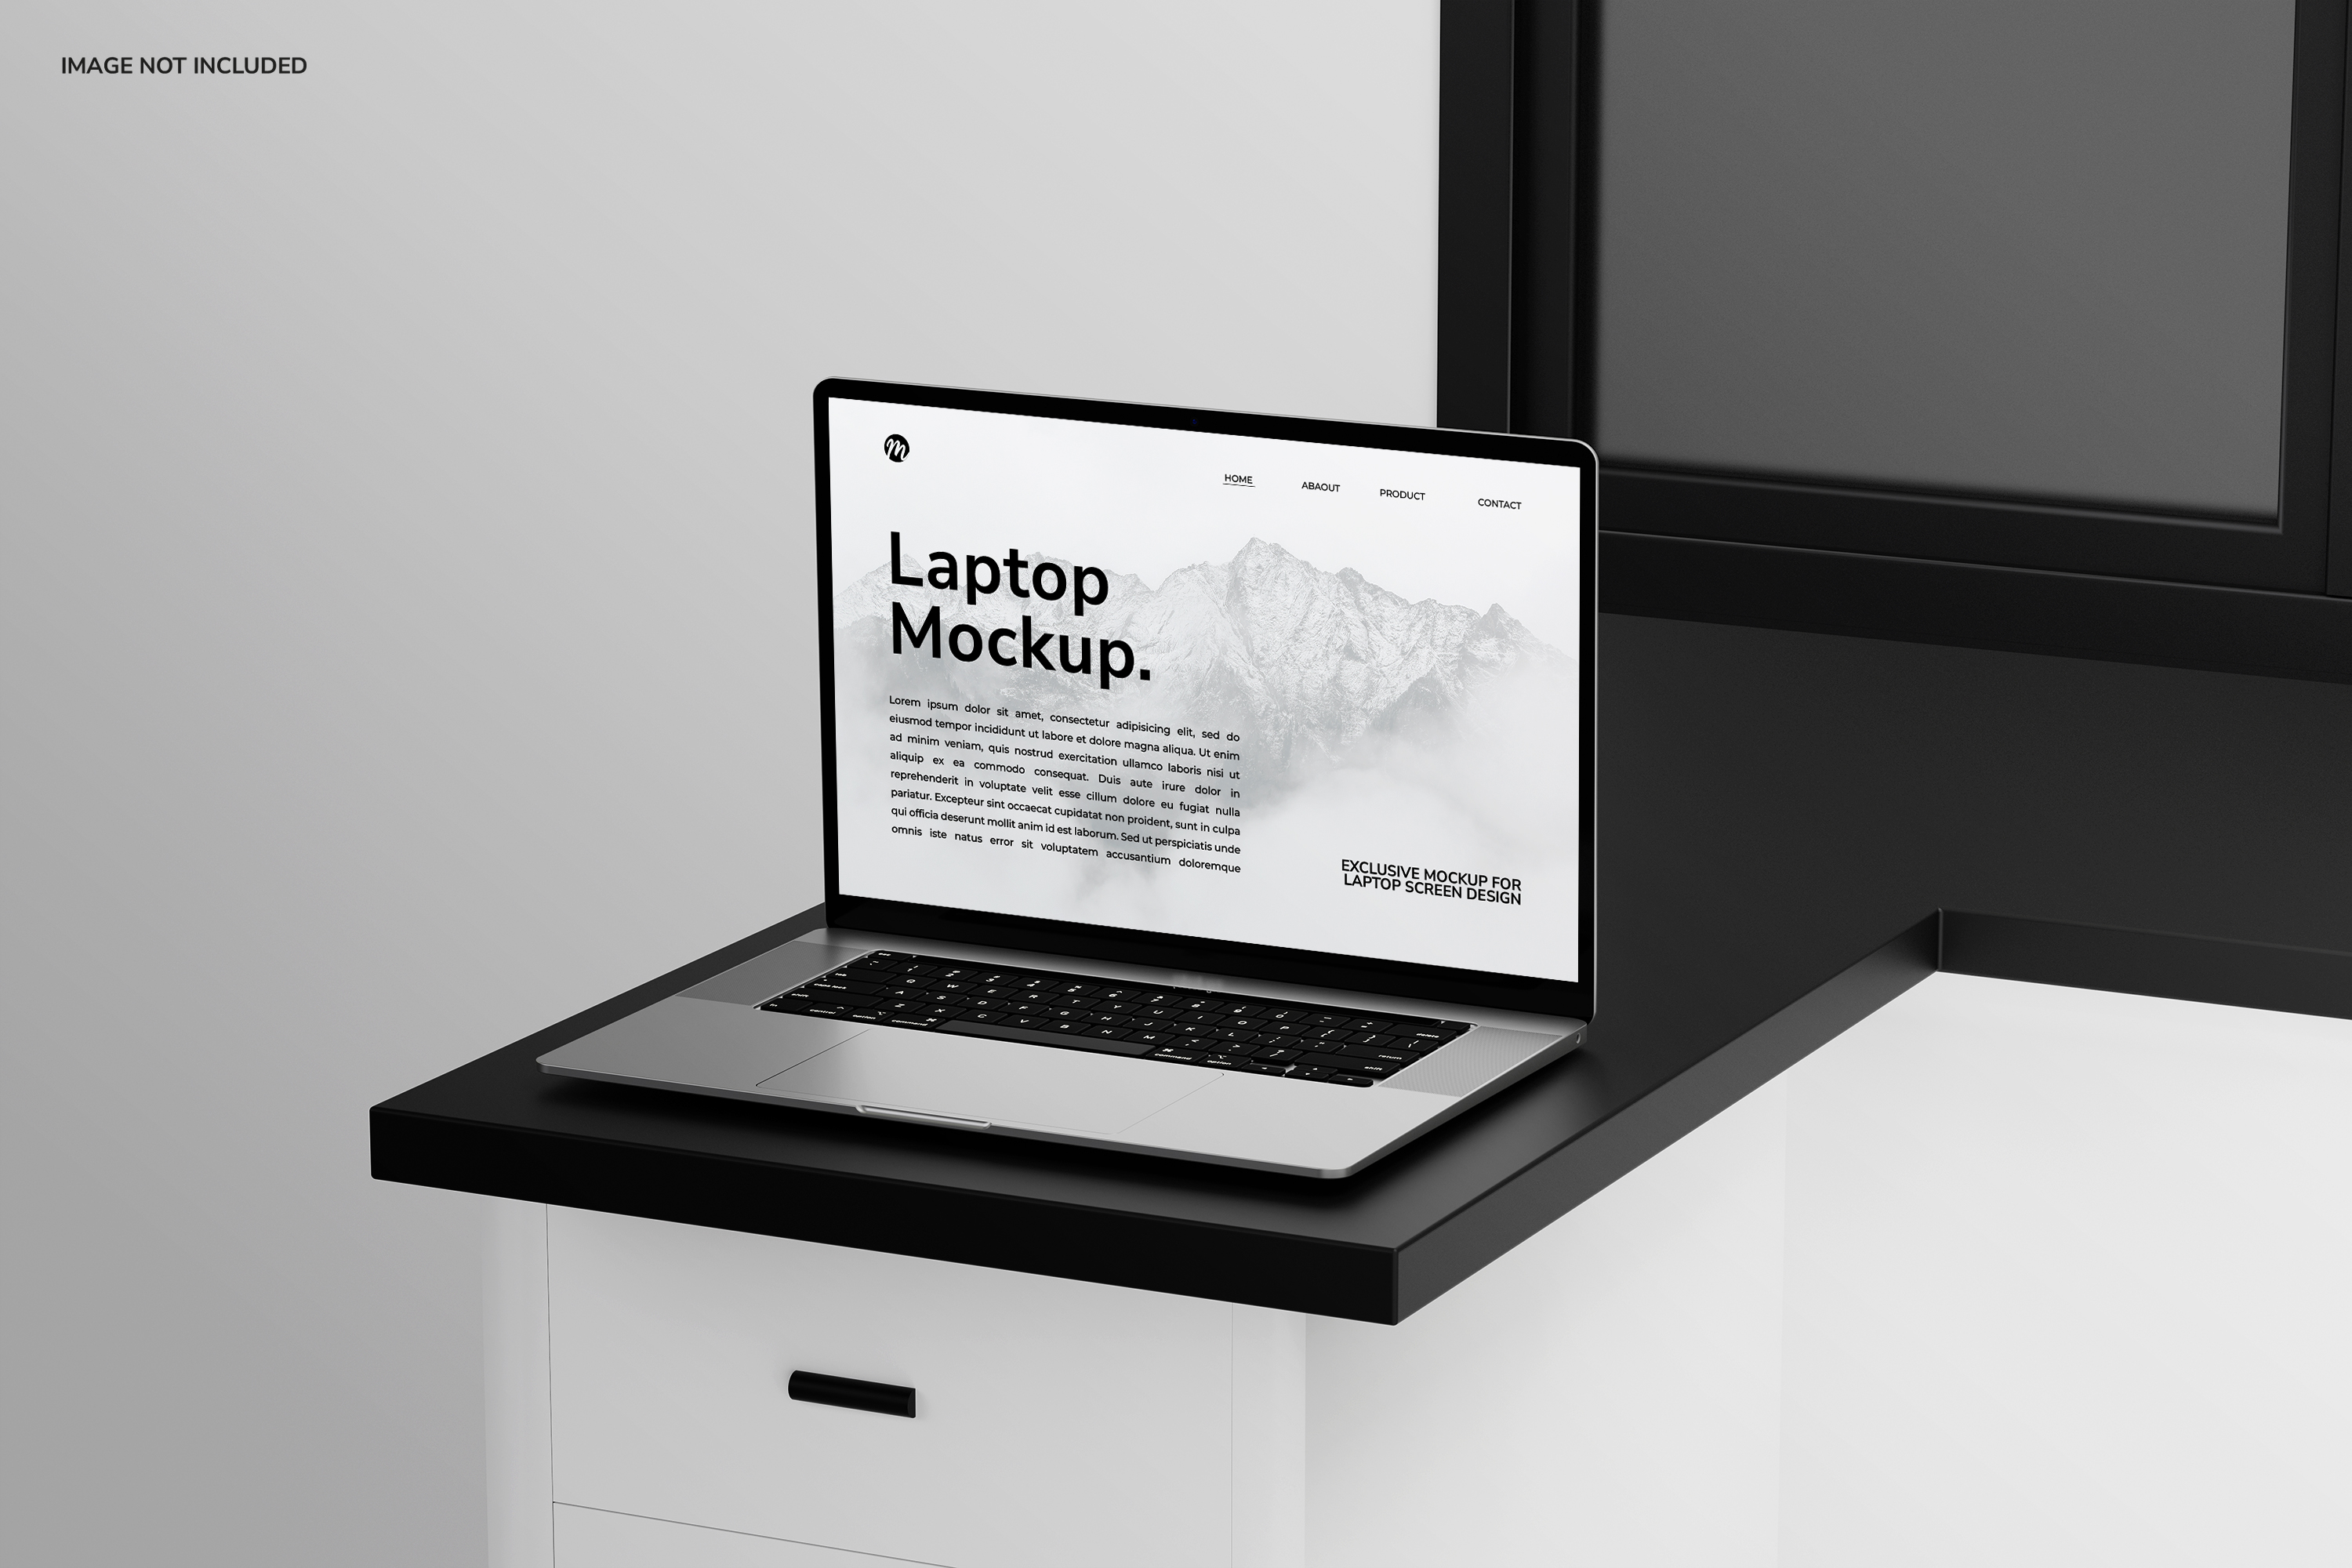 IMAGE NOT INCLUDED
m
HOME
ABAOUT
PRODUCT
CONTACT
Laptop
Mockup.
Lorem ipsum dolor sit amet, consectetur adipisicing elit, sed do
eiusmod tempor incididunt ut labore et dolore magna aliqua. Ut enim
ad minim veniam, quis nostrud exercitation ullamco laboris nisi ut
aliquip ex ea commodo consequat. Duis aute irure dolor in
reprehenderit in voluptate velit esse cillum dolore eu fugiat nulla
pariatur. Excepteur sint occaecat cupidatat non proident, sunt in culpa
qui officia deserunt mollit anim id est laborum. Sed ut perspiciatis unde
omnis iste natus error sit voluptatem accusantium doloremque
EXCLUSIVE MOCKUP FOR
LAPTOP SCREEN DESIGN